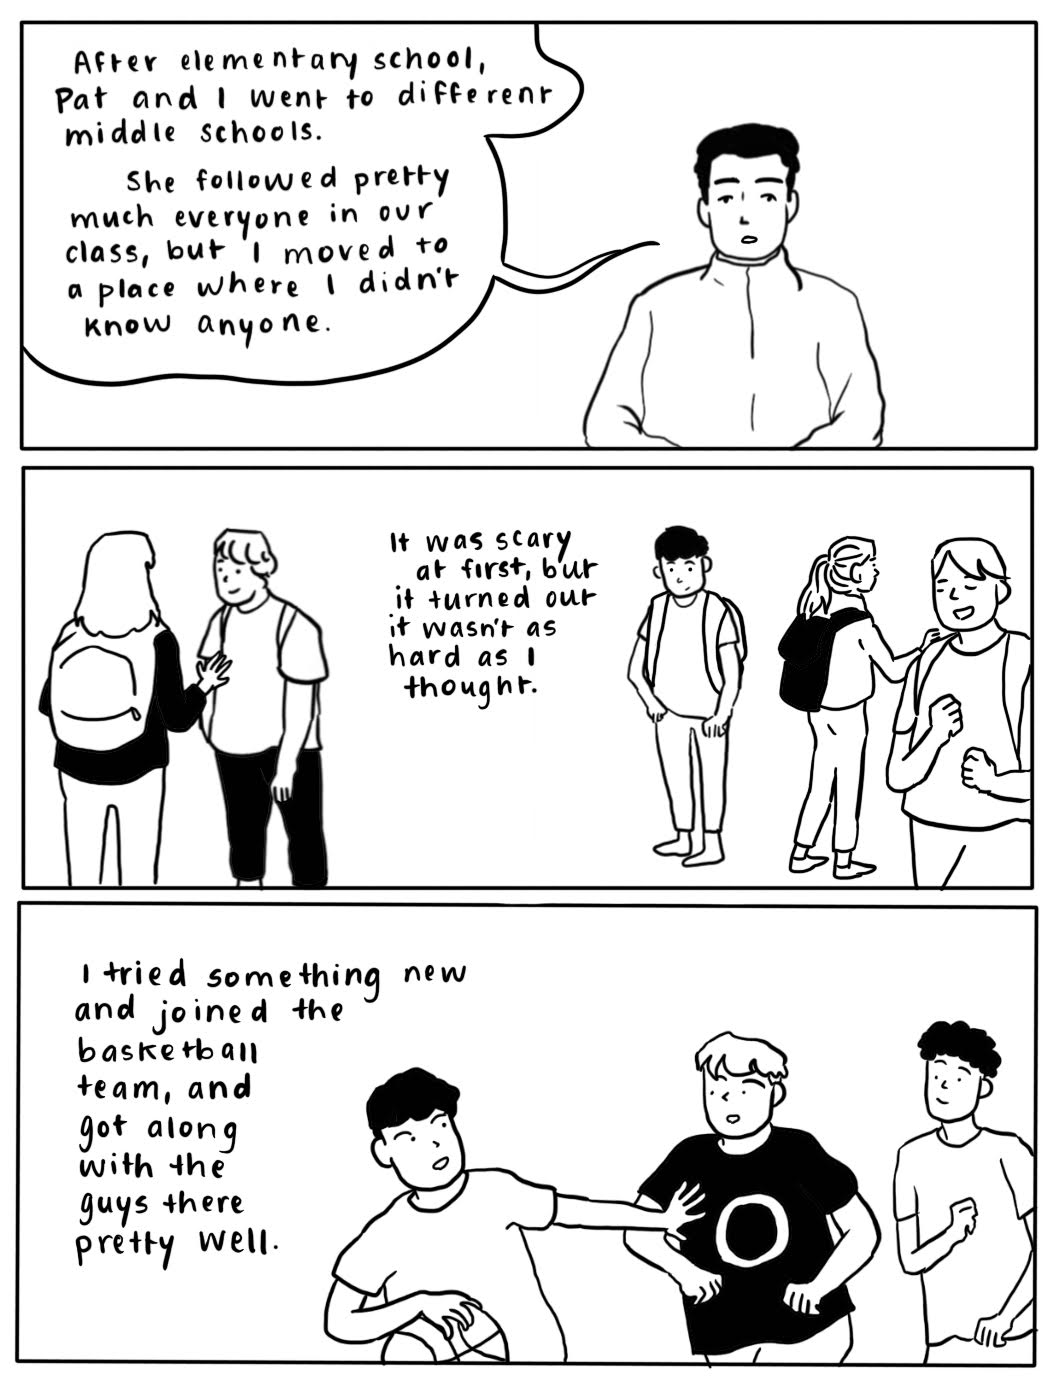 After elementary school,
Pat and I went to different
middle schools.
She followed pretty
much everyone in our
class, but I moved to
a place where I didn't
know anyone.
It was scary
at first, but
it turned out
it wasn't as
hard as I
thought.
I tried something new
and joined the
basketball
team, and
got along
with the
guys there
pretty well.